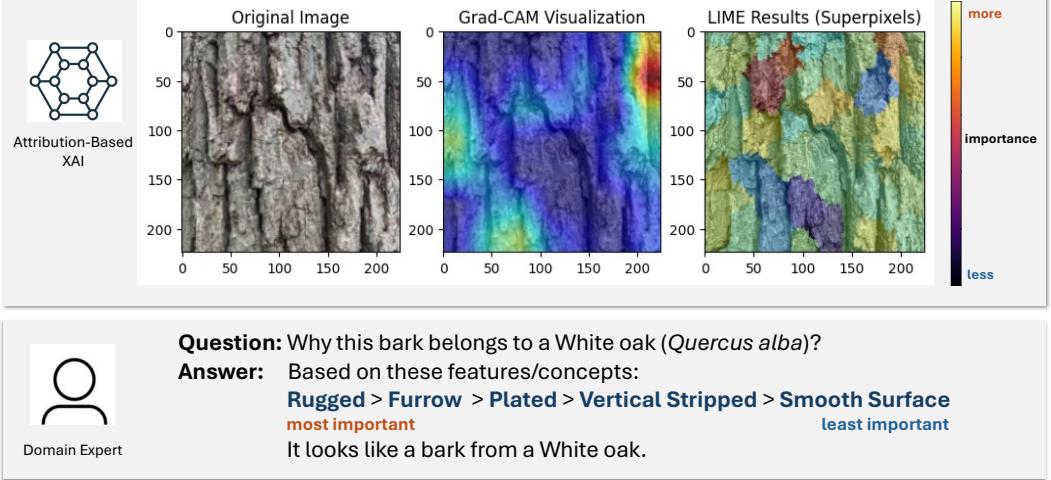 Original Image
Grad-CAM Visualization
LIME Results (Superpixels)
more
0
50
100
150
200
0 50 100 150 200
0
50
100
150
200
0 50 100 150 200
0
50
100
150
200
0 50 100 150 200
importance
less
Attribution-Based
XAI
Question: Why this bark belongs to a White oak (Quercus alba)?
Answer: Based on these features/concepts:
Rugged > Furrow > Plated > Vertical Stripped > Smooth Surface
most important least important
It looks like a bark from a White oak.
Domain Expert